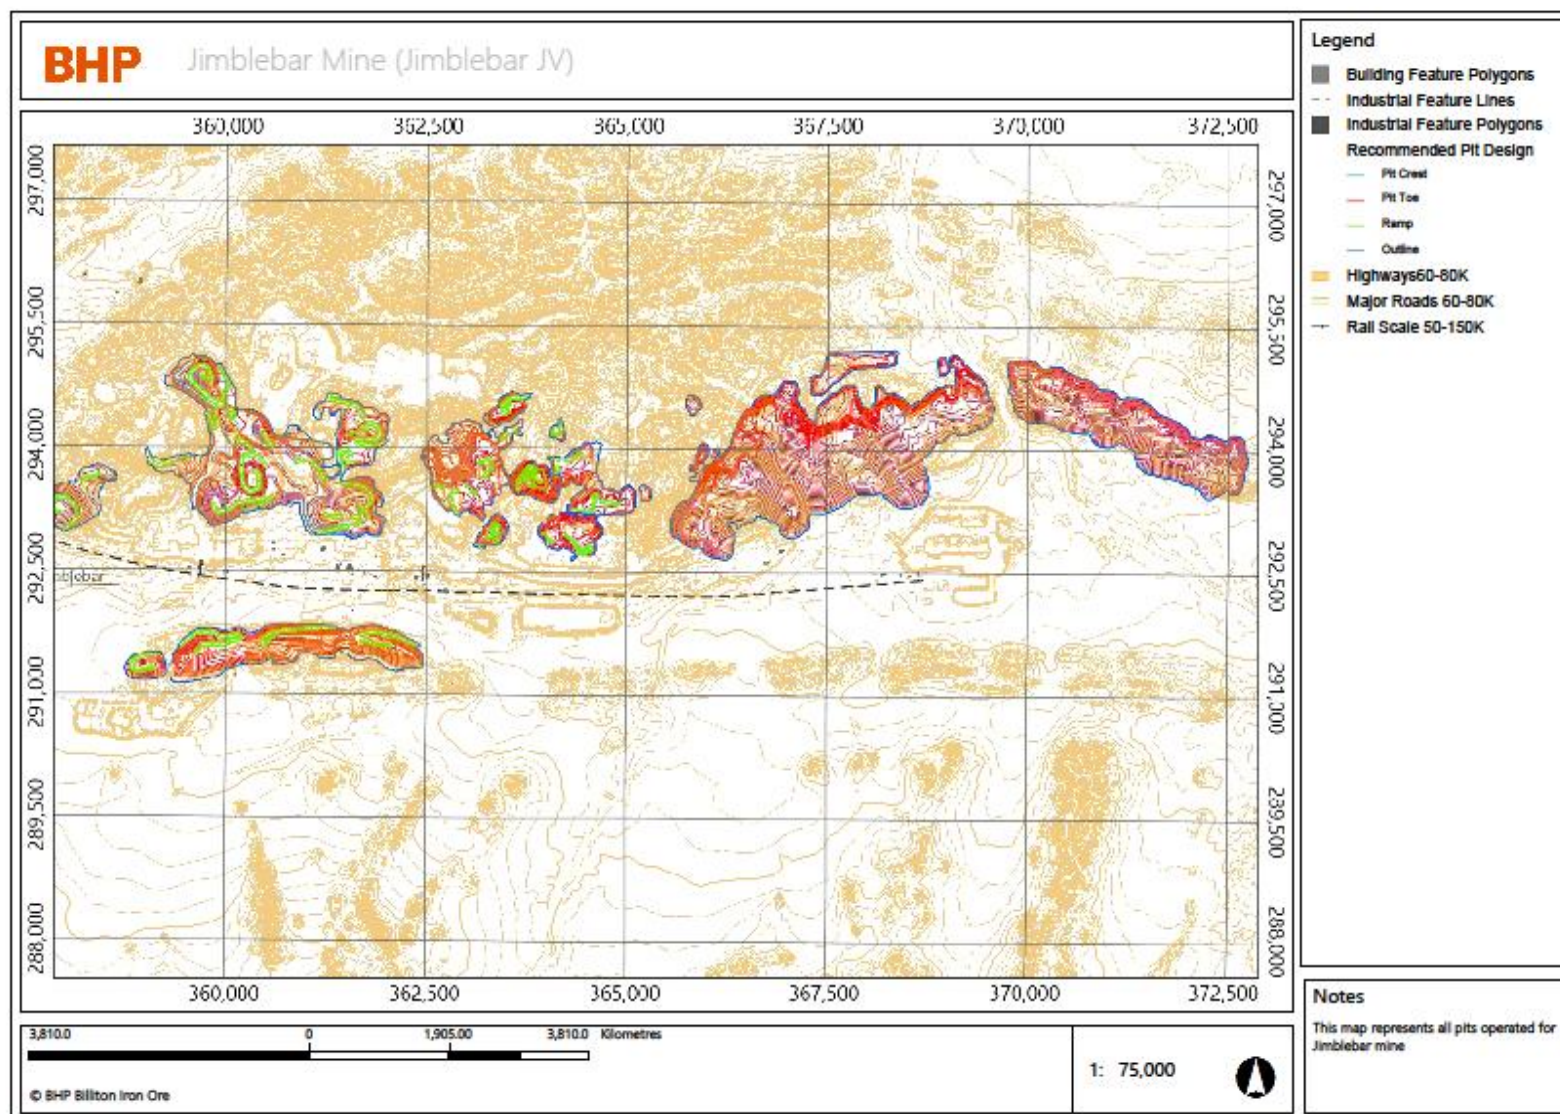 BHP
Jimblebar Mine (Jimblebar JV)
360,000 362,500 365,000 367,500 370,000 372,500
297,000 297,000
295,500 295,500
294,000 294,000
292,500 292,500
nblebar
291,000 291,000
289,500 289,500
288,000 288,000
360,000 362,500 365,000 367,500 370,000 372,500
3,810.0 0 1,905.00 3,810.0 Kilometres
© BHP Billiton Iron Ore
1: 75,000
Legend
Building Feature Polygons
Industrial Feature Lines
Industrial Feature Polygons
Recommended Pit Design
Pit Crest
Pit Toe
Ramp
Outline
Highways60-80K
Major Roads 60-80K
Rail Scale 50-150K
Notes
This map represents all pits operated for
Jimblebar mine